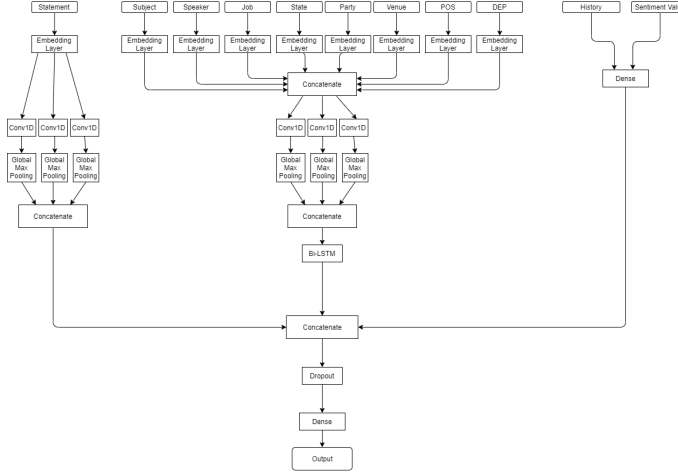 Statement
Subject
Speaker
Job
State
Party
Venue
POS
DEP
History
Sentiment Val
Embedding
Layer
Embedding
Layer
Embedding
Layer
Embedding
Layer
Embedding
Layer
Embedding
Layer
Embedding
Layer
Embedding
Layer
Embedding
Layer
Concatenate
Dense
Conv1D
Conv1D
Conv1D
Conv1D
Conv1D
Conv1D
Global
Max
Pooling
Global
Max
Pooling
Global
Max
Pooling
Global
Max
Pooling
Global
Max
Pooling
Global
Max
Pooling
Concatenate
Concatenate
Bi-LSTM
Concatenate
Dropout
Dense
Output